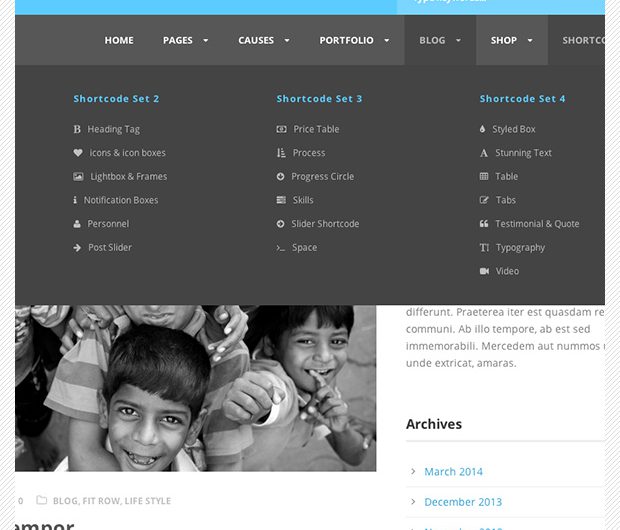 HOME PAGES CAUSES PORTFOLIO BLOG SHOP
Shortcode Set 2
Heading Tag
icons & icon boxes
Lightbox & Frames
Notification Boxes
Personnel
Post Slider
Shortcode Set 3
Price Table
Process
Progress Circle
Skills
Slider Shortcode
Space
Shortcode Set 4
Styled Box
Stunning Text
Table
Tabs
Testimonial & Quote
Typography
Video
differunt. Praeterea iter est quasdam
communi. Ab illo tempore, ab est sed
immemorabili. Mercedem aut nummos
unde extricat, amaras.
Archives
March 2014
December 2013
0 BLOG, FIT ROW, LIFE STYLE